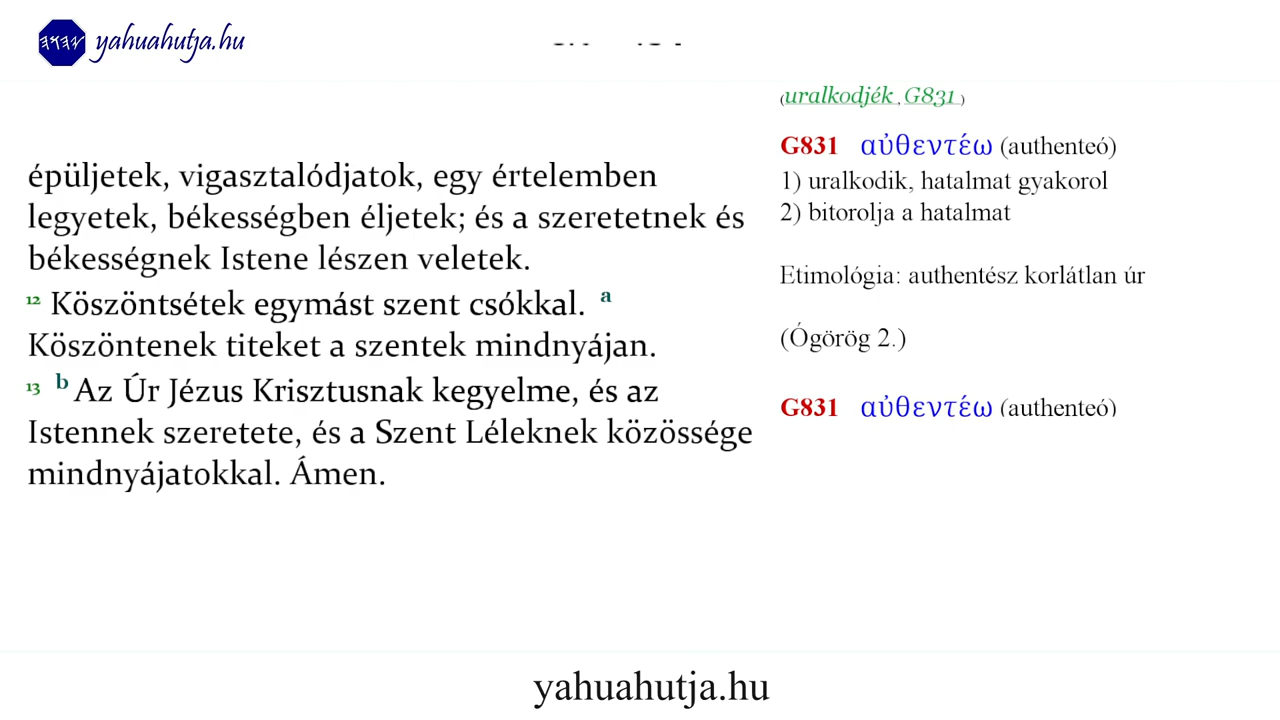 yahuahutja.hu
épüljetek, vigasztalódjatok, egy értelemben
legyetek, békességben éljetek; és a szeretetnek és
békességnek Istene lészen veletek.
12 Köszöntsétek egymást szent csókkal. a
Köszöntenek titeket a szentek mindnyájan.
13 b Az Úr Jézus Krisztusnak kegyelme, és az
Istennek szeretete, és a Szent Léleknek közössége
mindnyájatokkal. Ámen.
(uralkodjék , G831 )
G831 αὐθεντέω (authenteó)
1) uralkodik, hatalmat gyakorol
2) bitorolja a hatalmat
Etimológia: authentész korlátlan úr
(Ógörög 2.)
G831 αὐθεντέω (authenteó)
yahuahutja.hu